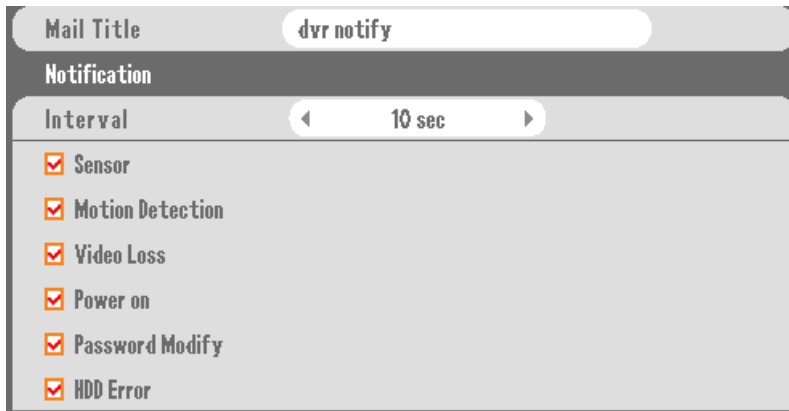 Mail Title dvr notify
Notification
Interval 10 sec
Sensor
Motion Detection
Video Loss
Power on
Password Modify
HDD Error